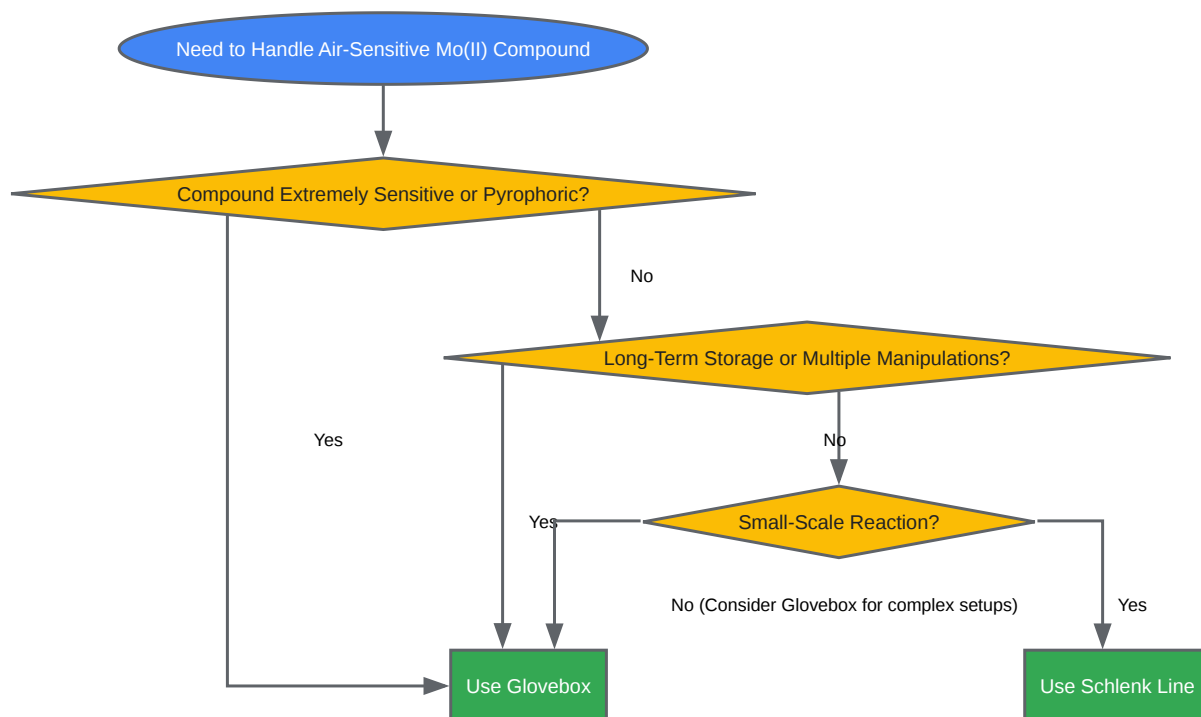 Need to Handle Air-Sensitive Mo(II) Compound
Compound Extremely Sensitive or Pyrophoric?
No
Long-Term Storage or Multiple Manipulations?
Yes
No
Yes
Small-Scale Reaction?
No (Consider Glovebox for complex setups)
Yes
Use Glovebox
Use Schlenk Line